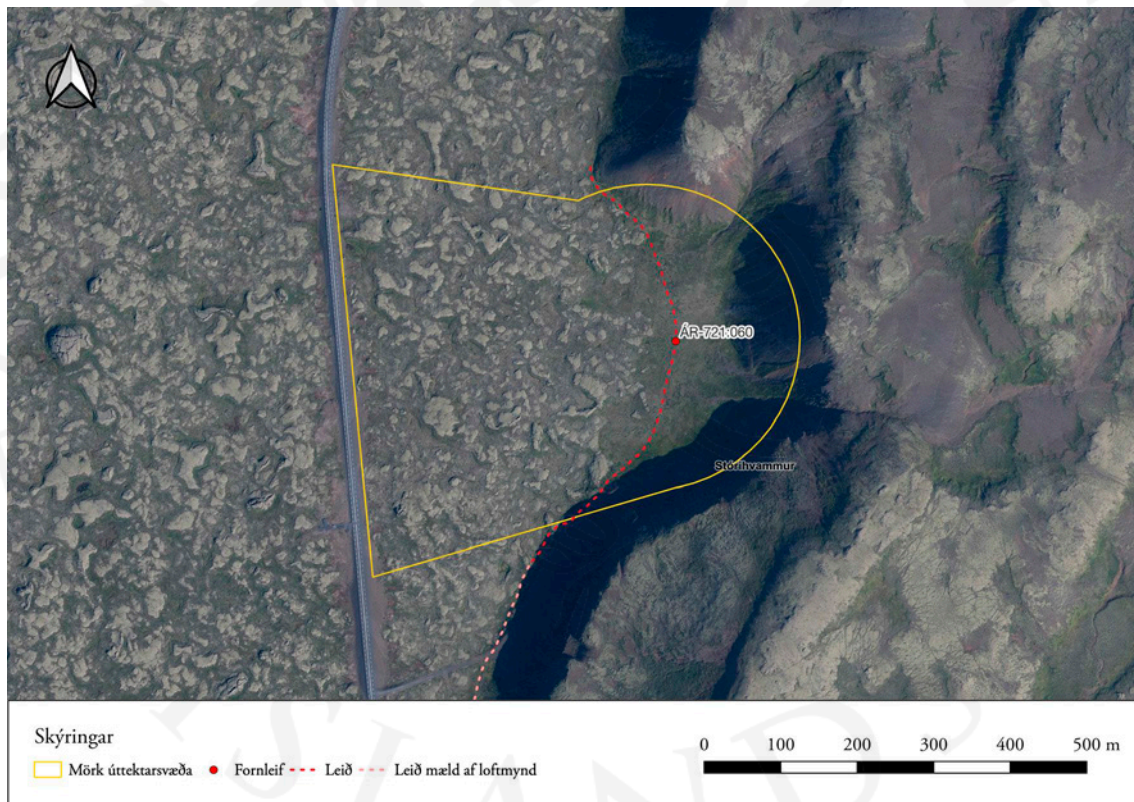 ÁR-721:060
Stórihvammur
Skýringar
Mörk úttektarsvæða Fornleif Leið Leið mæld af loftmynd
0 100 200 300 400 500 m
ÍSLANDS